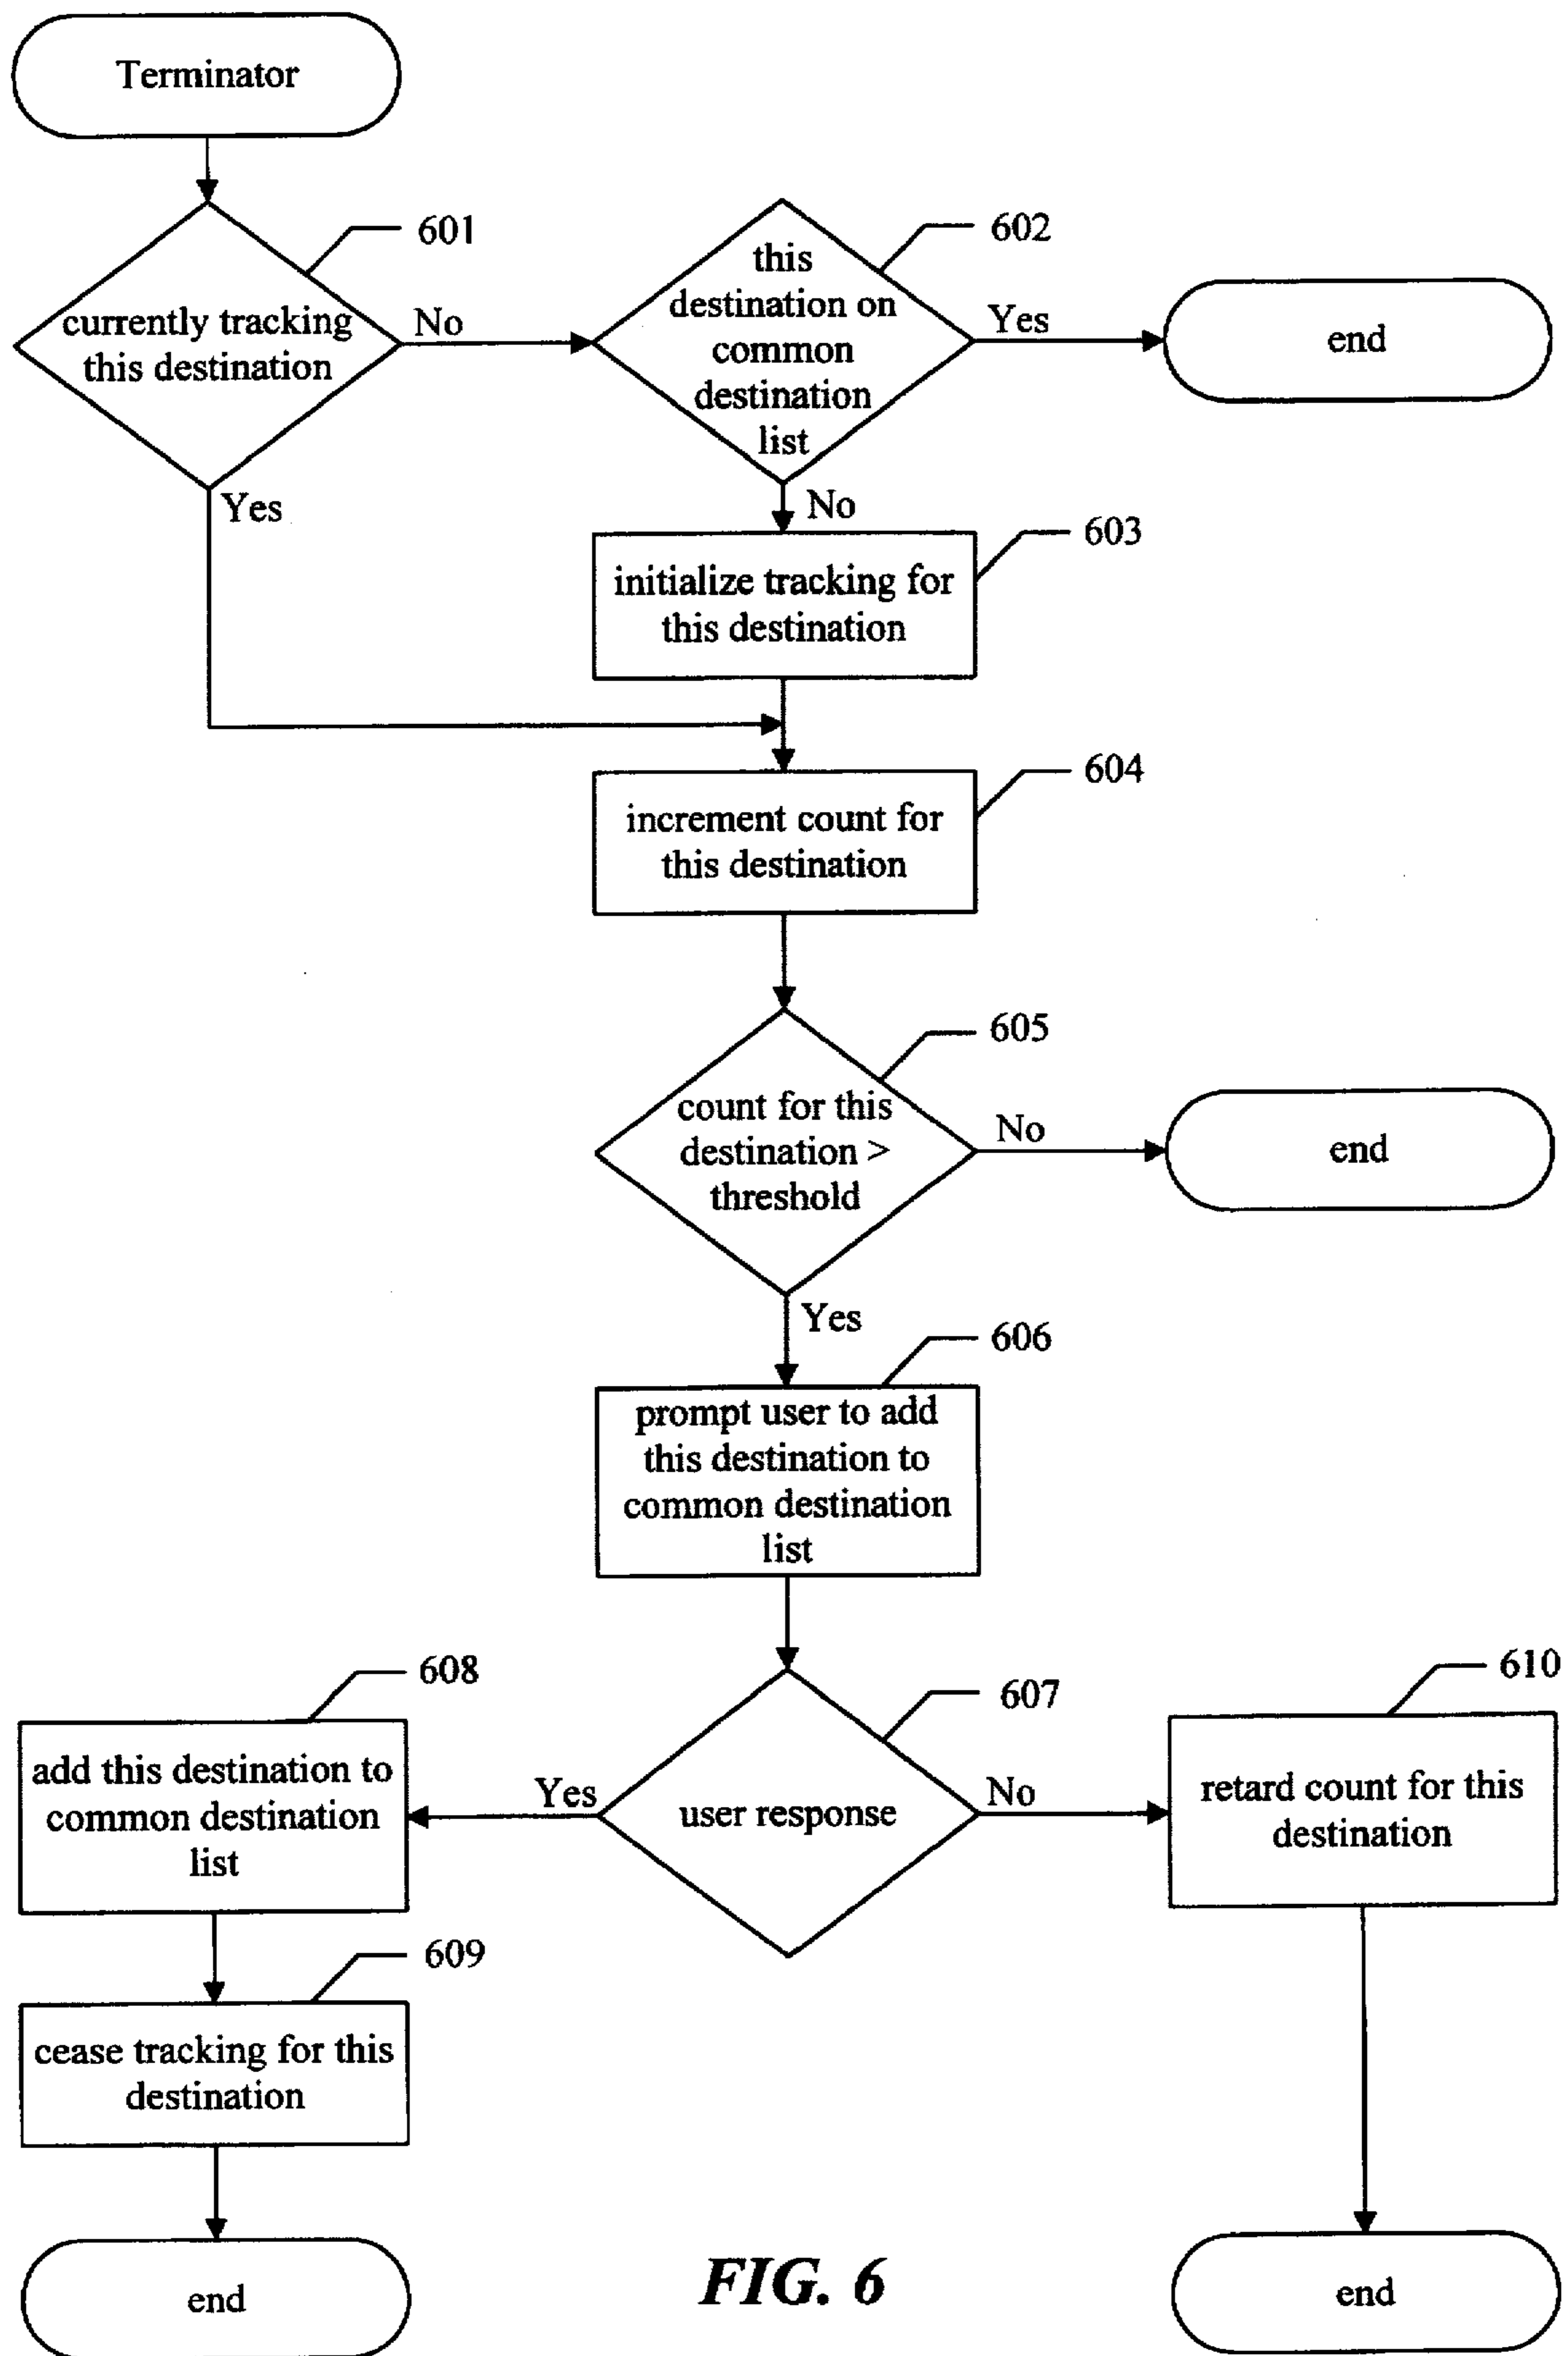 Terminator
601
currently tracking
this destination
No
602
this
destination on
common
destination
list
Yes
end
Yes
No
603
initialize tracking for
this destination
604
increment count for
this destination
605
count for this
destination >
threshold
No
end
Yes
606
prompt user to add
this destination to
common destination
list
607
user response
Yes
608
add this destination to
common destination
list
No
610
retard count for this
destination
609
cease tracking for this
destination
end
end
FIG. 6